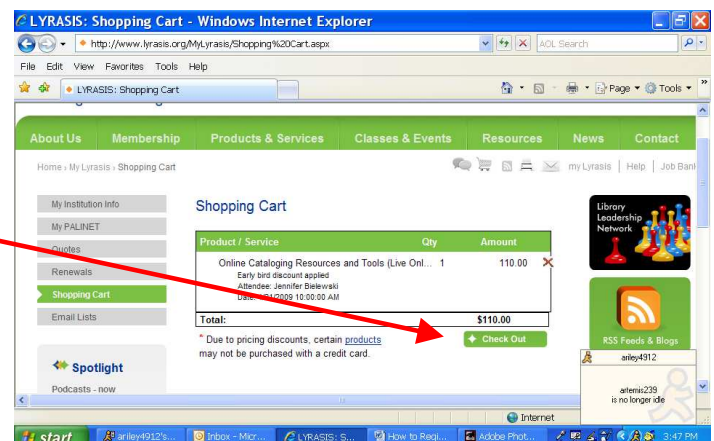 LYRASIS: Shopping Cart - Windows Internet Explorer
http://www.lyrasis.org/MyLyrasis/Shopping%20Cart.aspx
AOL Search
File Edit View Favorites Tools Help
LYRASIS: Shopping Cart
Page Tools »
About Us Membership Products & Services Classes & Events Resources News Contact
Home › My Lyrasis › Shopping Cart
my Lyrasis | Help | Job Bank
My Institution Info
My PALINET
Quotes
Renewals
Shopping Cart
Email Lists
Spotlight
Podcasts - now
Shopping Cart
Product / Service Qty Amount
Online Cataloging Resources and Tools (Live Onl... 1 110.00
Early bird discount applied
Attendee: Jennifer Bielewski
10:00:00 AM
Total: $110.00
* Due to pricing discounts, certain products
may not be purchased with a credit card.
Check Out
Library
Leadership
Network
RSS Feeds & Blogs
ariley4912
artemis239
is no longer idle
Internet
start ariley4912's... Inbox - Micr... LYRASIS: S... How to Regi... Adobe Phot... 3:47 PM